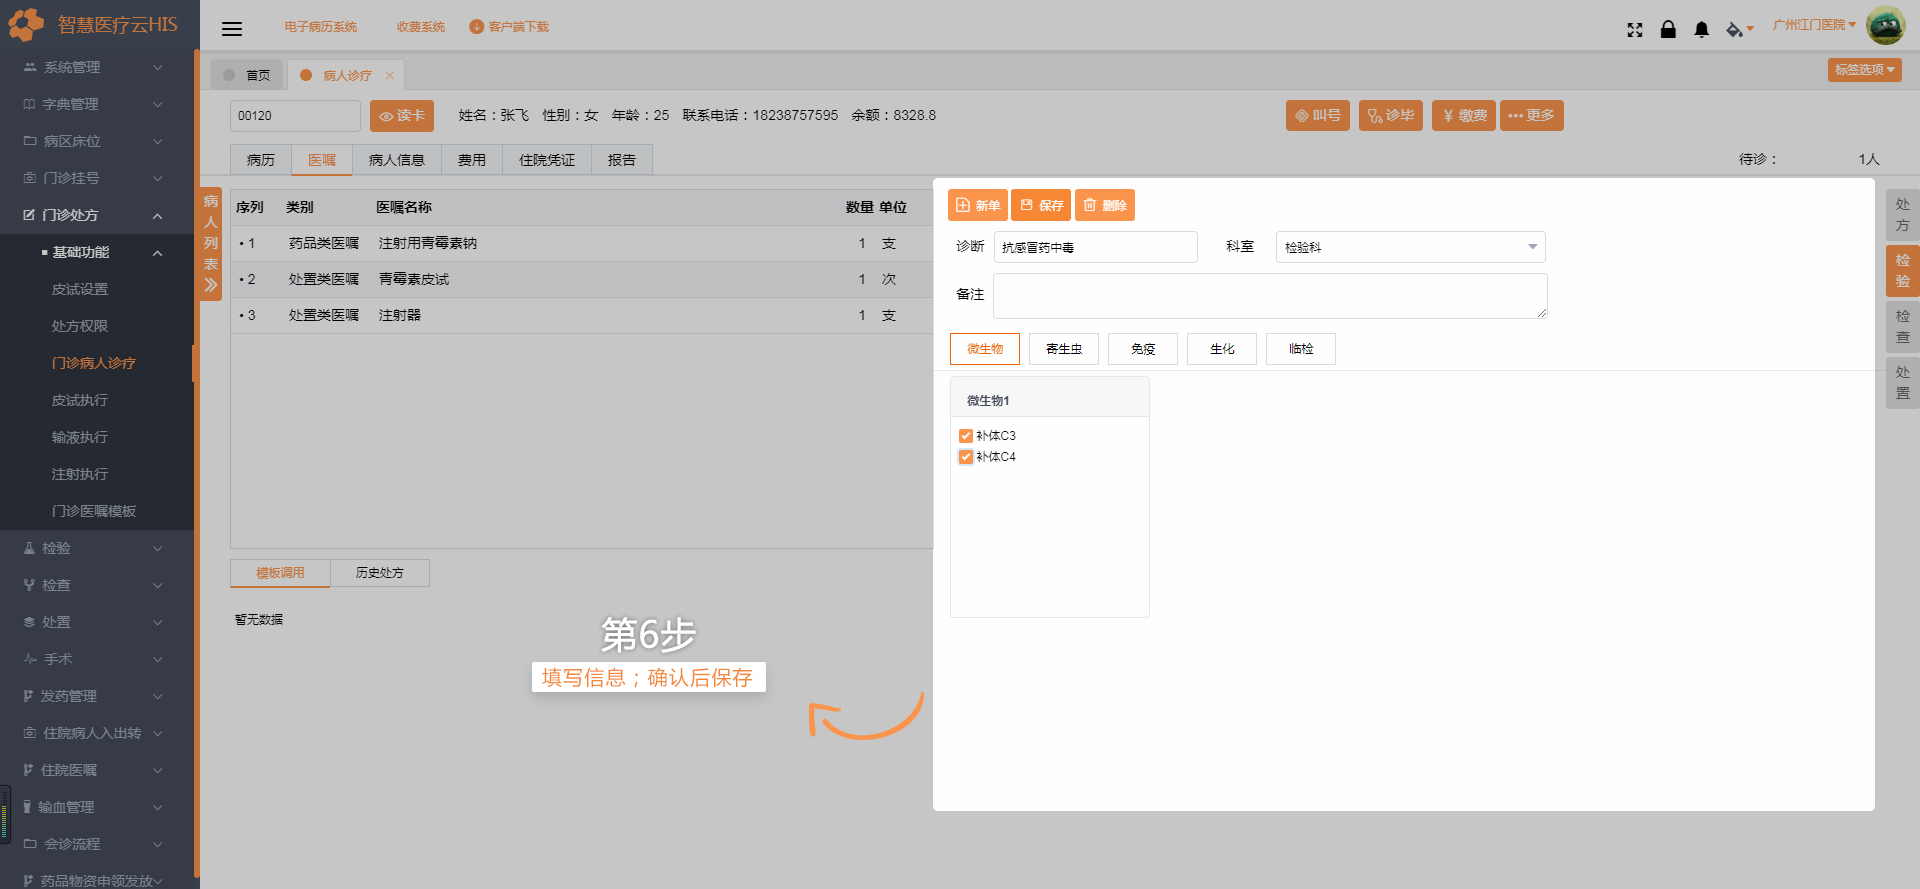 智慧医疗云HIS
电子病历系统 收费系统 客户端下载
广州江门医院
首页 病人诊疗 ×
标签选项
00120 读卡 姓名：张飞 性别：女 年龄：25 联系电话：18238757595 余额：8328.8
叫号 诊毕 ¥ 缴费 更多
病历 医嘱 病人信息 费用 住院凭证 报告
待诊： 1人
系统管理
字典管理
病区床位
门诊挂号
门诊处方
基础功能
皮试设置
处方权限
门诊病人诊疗
皮试执行
输液执行
注射执行
门诊医嘱模板
检验
检查
处置
手术
发药管理
住院病人入出转
住院医嘱
输血管理
会诊流程
药品物资申领发放
病人列表
序列 类别 医嘱名称 数量 单位
• 1 药品类医嘱 注射用青霉素钠 1 支
• 2 处置类医嘱 青霉素皮试 1 次
• 3 处置类医嘱 注射器 1 支
模板调用 历史处方
暂无数据
第6步
填写信息；确认后保存
新单 保存 删除
诊断 抗感冒药中毒 科室 检验科
备注
微生物 寄生虫 免疫 生化 临检
微生物1
补体C3
补体C4
处方
检验
检查
处置